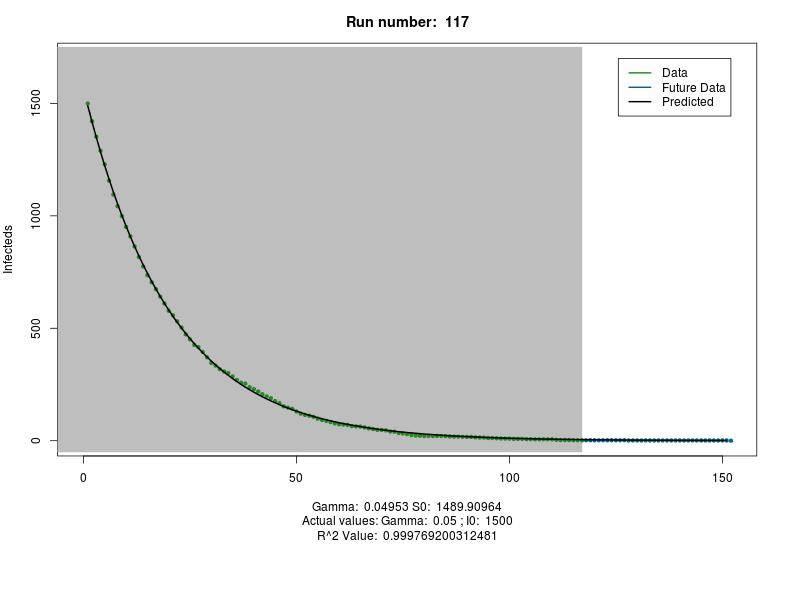 Run number:  117
Data
Future Data
Predicted
Infecteds
1500
1000
500
0
0
50
100
150
Gamma:  0.04953 S0:  1489.90964
Actual values: Gamma:  0.05 ; I0:  1500
R^2 Value:  0.999769200312481